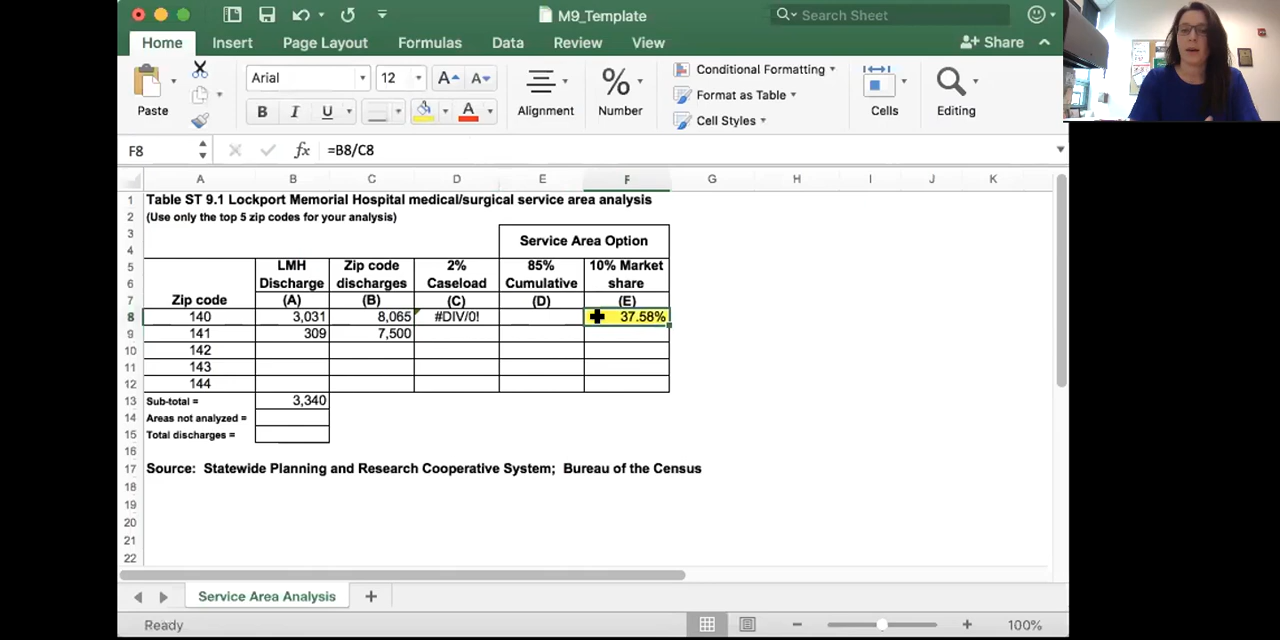 M9_Template
Search Sheet
Home Insert Page Layout Formulas Data Review View Share
Paste
Arial 12
A A
B I U A
Alignment
%
Number
Conditional Formatting
Format as Table
Cell Styles
Cells
Editing
F8 fx =B8/C8
A B C D E F G H I J K
1 Table ST 9.1 Lockport Memorial Hospital medical/surgical service area analysis
2 (Use only the top 5 zip codes for your analysis)
3
4 Service Area Option
5 LMH Zip code 2% 85% 10% Market
6 Discharge discharges Caseload Cumulative share
7 Zip code (A) (B) (C) (D) (E)
8 140 3,031 8,065 #DIV/0! 37.58%
9 141 309 7,500
10 142
11 143
12 144
13 Sub-total = 3,340
14 Areas not analyzed =
15 Total discharges =
16
17 Source: Statewide Planning and Research Cooperative System; Bureau of the Census
18
19
20
21
22
Service Area Analysis +
Ready 100%